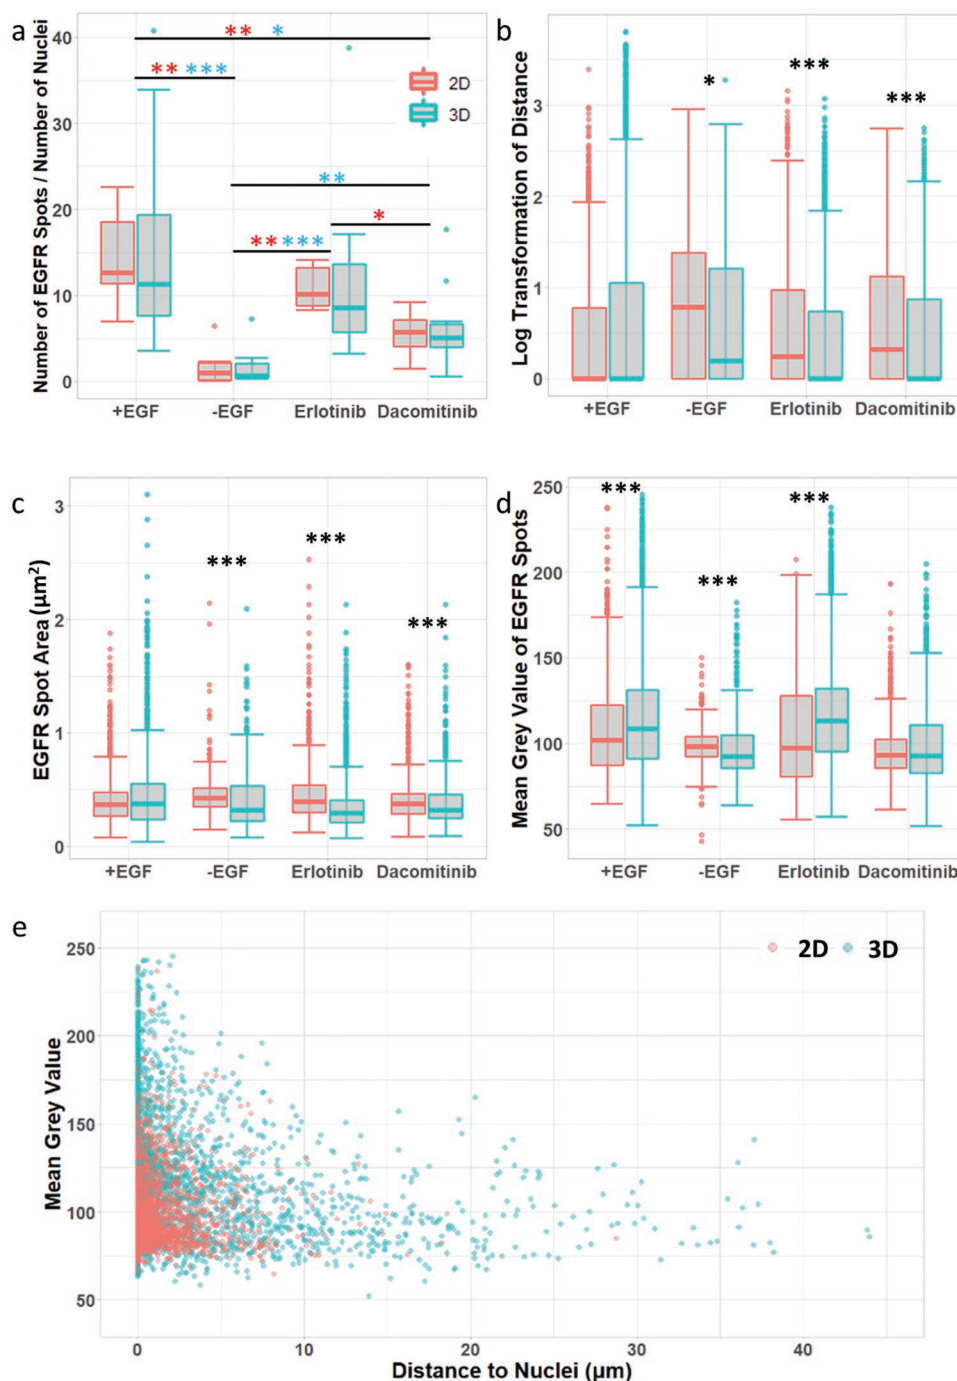 a
Number of EGFR Spots / Number of Nuclei
40
30
20
10
0
** *
** ***
**
*
*****
2D
3D
+EGF
-EGF
Erlotinib
Dacomitinib
b
Log Transformation of Distance
3
2
1
0
*
***
***
+EGF
-EGF
Erlotinib
Dacomitinib
c
EGFR Spot Area (µm²)
3
2
1
0
***
***
***
+EGF
-EGF
Erlotinib
Dacomitinib
d
Mean Grey Value of EGFR Spots
250
200
150
100
50
***
***
***
+EGF
-EGF
Erlotinib
Dacomitinib
e
Mean Grey Value
250
200
150
100
50
2D
3D
0
10
20
30
40
Distance to Nuclei (µm)